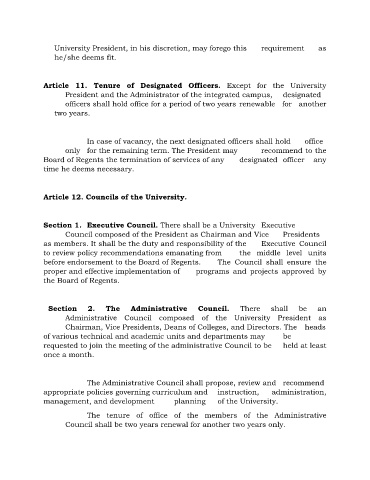 University President, in his discretion, may forego this requirement as
he/she deems fit.
Article 11. Tenure of Designated Officers. Except for the University
President and the Administrator of the integrated campus, designated
officers shall hold office for a period of two years renewable for another
two years.
In case of vacancy, the next designated officers shall hold office
only for the remaining term. The President may recommend to the
Board of Regents the termination of services of any designated officer any
time he deems necessary.
Article 12. Councils of the University.
Section 1. Executive Council. There shall be a University Executive
Council composed of the President as Chairman and Vice Presidents
as members. It shall be the duty and responsibility of the Executive Council
to review policy recommendations emanating from the middle level units
before endorsement to the Board of Regents. The Council shall ensure the
proper and effective implementation of programs and projects approved by
the Board of Regents.
Section 2. The Administrative Council. There shall be an
Administrative Council composed of the University President as
Chairman, Vice Presidents, Deans of Colleges, and Directors. The heads
of various technical and academic units and departments may be
requested to join the meeting of the administrative Council to be held at least
once a month.
The Administrative Council shall propose, review and recommend
appropriate policies governing curriculum and instruction, administration,
management, and development planning of the University.
The tenure of office of the members of the Administrative
Council shall be two years renewal for another two years only.